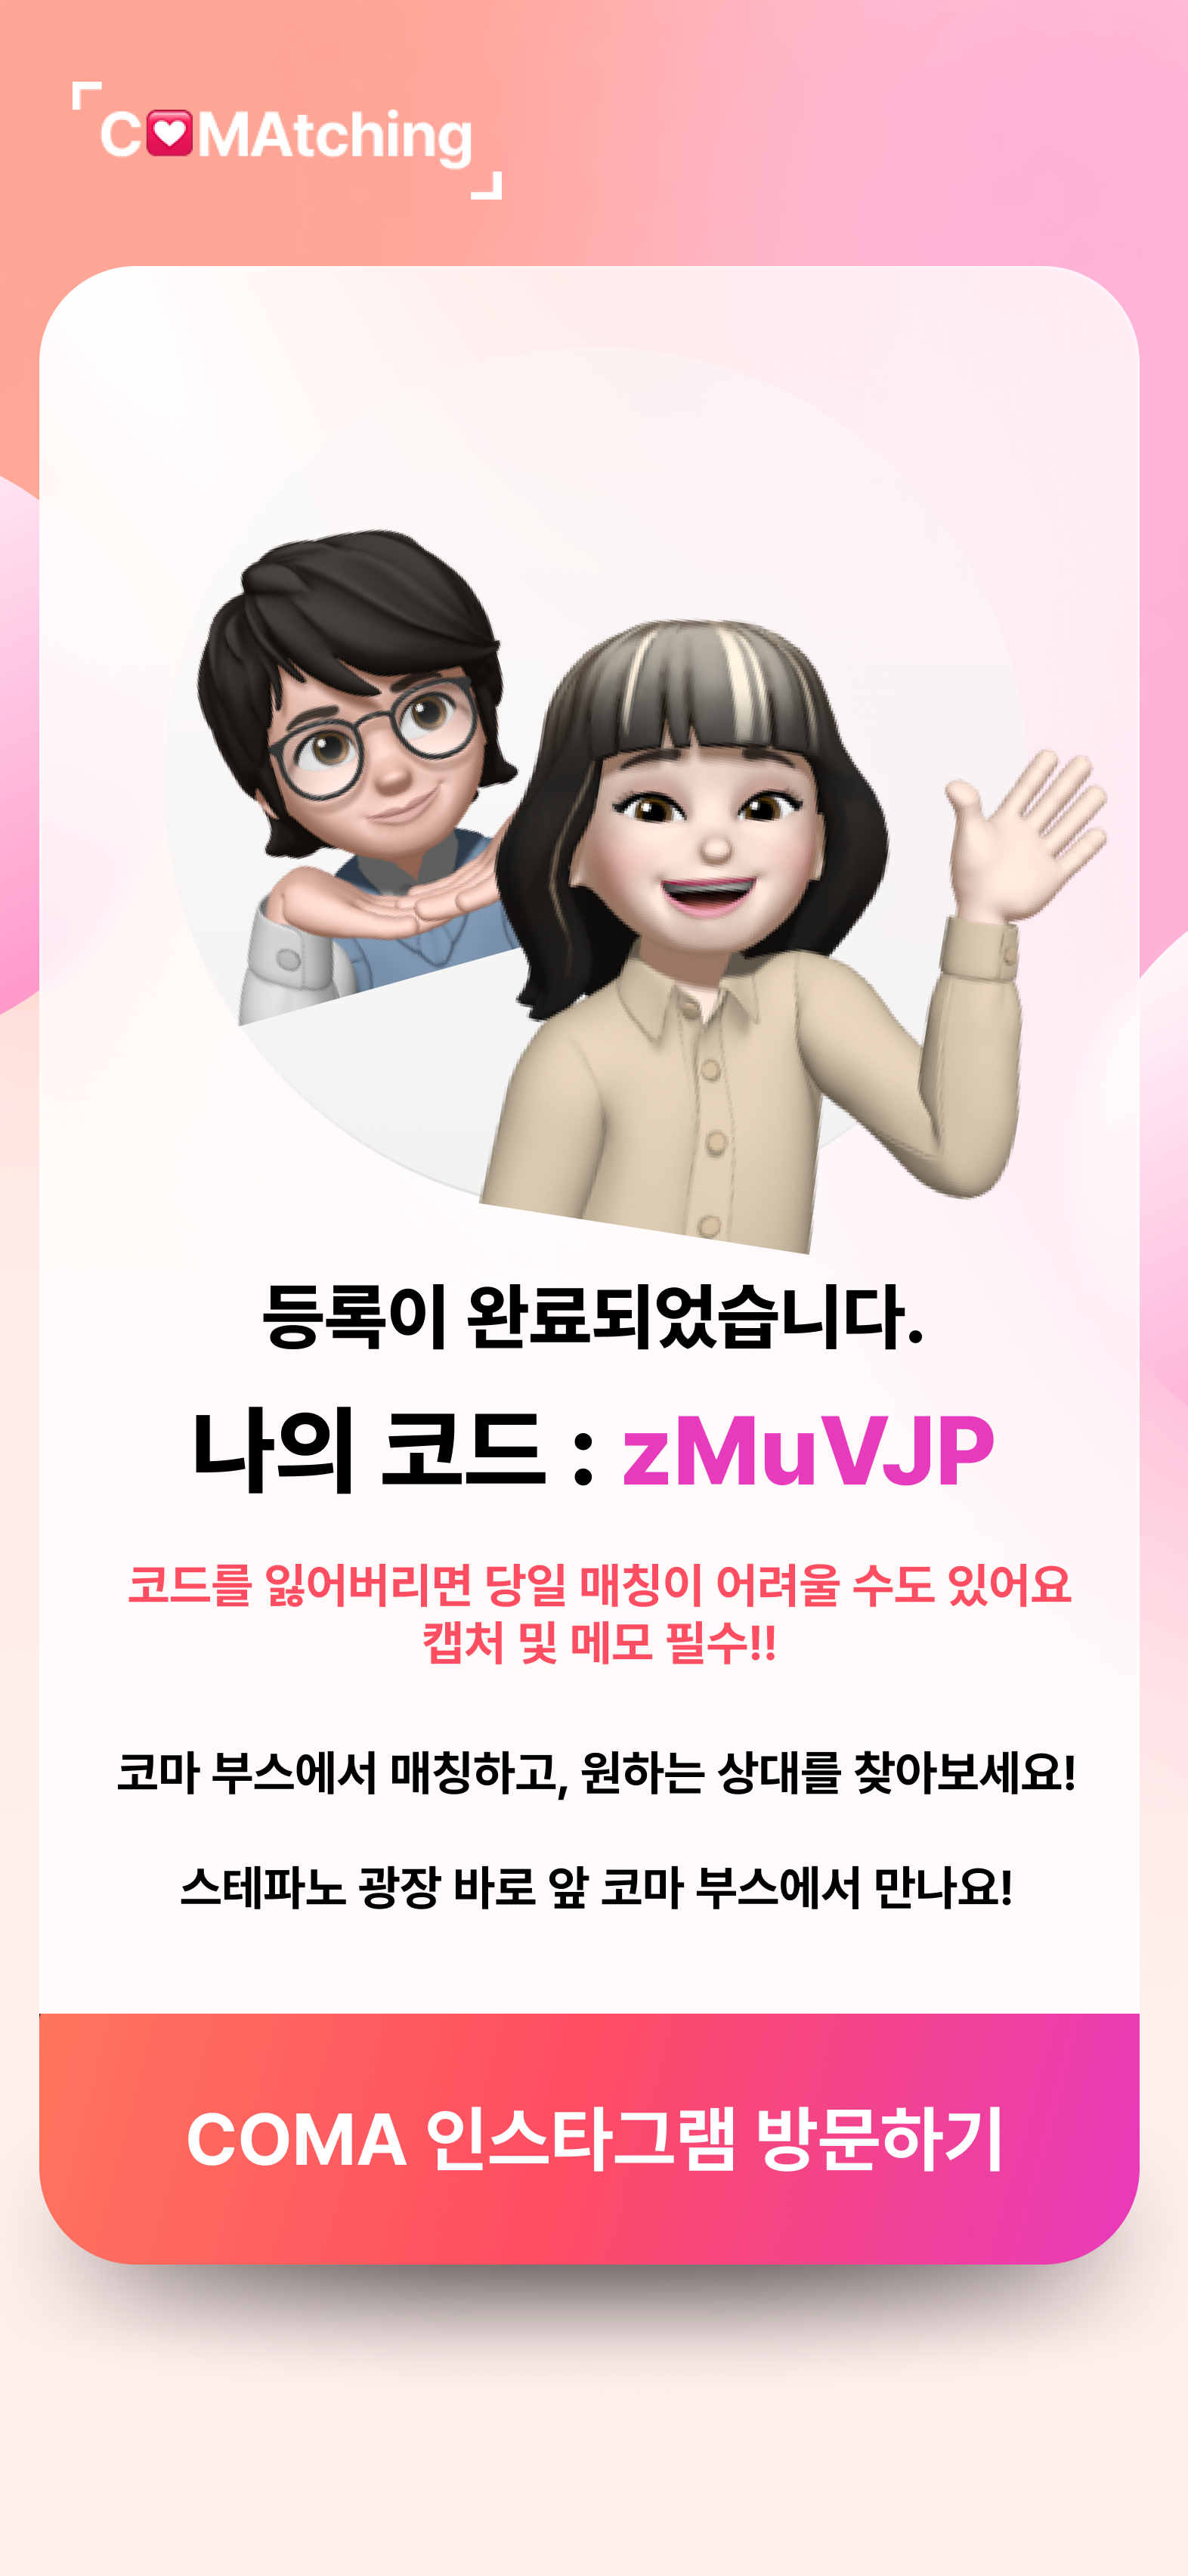 C💟MAtching
등록이 완료되었습니다.
나의 코드 : zMuVJP
코드를 잃어버리면 당일 매칭이 어려울 수도 있어요
캡처 및 메모 필수!!
코마 부스에서 매칭하고, 원하는 상대를 찾아보세요!
스테파노 광장 바로 앞 코마 부스에서 만나요!
COMA 인스타그램 방문하기